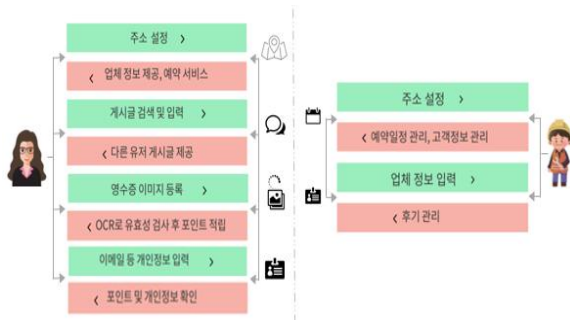 주소 설정 >
< 업체 정보 제공, 예약 서비스
게시글 검색 및 입력 >
< 다른 유저 게시글 제공
영수증 이미지 등록 >
< OCR로 유효성 검사 후 포인트 적립
이메일 등 개인정보 입력 >
< 포인트 및 개인정보 확인
주소 설정 >
< 예약일정 관리, 고객정보 관리
업체 정보 입력 >
< 후기 관리